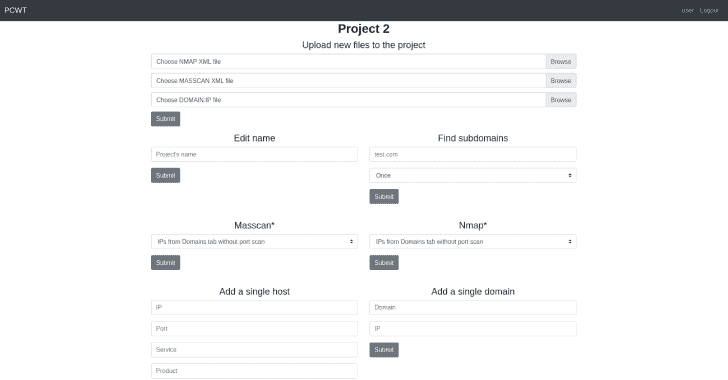 PCWT
user Logout
Project 2
Upload new files to the project
Choose NMAP XML file Browse
Choose MASSCAN XML file Browse
Choose DOMAIN:IP file Browse
Submit
Edit name
Project's name
Submit
Find subdomains
test.com
Once
Submit
Masscan*
IPs from Domains tab without port scan
Submit
Nmap*
IPs from Domains tab without port scan
Submit
Add a single host
IP
Port
Service
Product
Add a single domain
Domain
IP
Submit